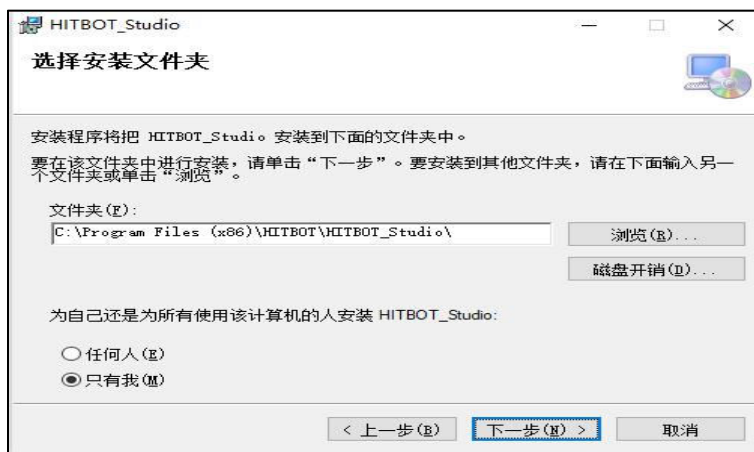 HITBOT_Studio
选择安装文件夹
安装程序将把 HITBOT_Studio 安装到下面的文件夹中。
要在该文件夹中进行安装，请单击“下一步”。要安装到其他文件夹，请在下面输入另一
个文件夹或单击“浏览”。
文件夹(F):
C:\Program Files (x86)\HITBOT\HITBOT_Studio\
浏览(R)...
磁盘开销(D)...
为自己还是为所有使用该计算机的人安装 HITBOT_Studio:
任何人(E)
只有我(M)
< 上一步(B)
下一步(N) >
取消